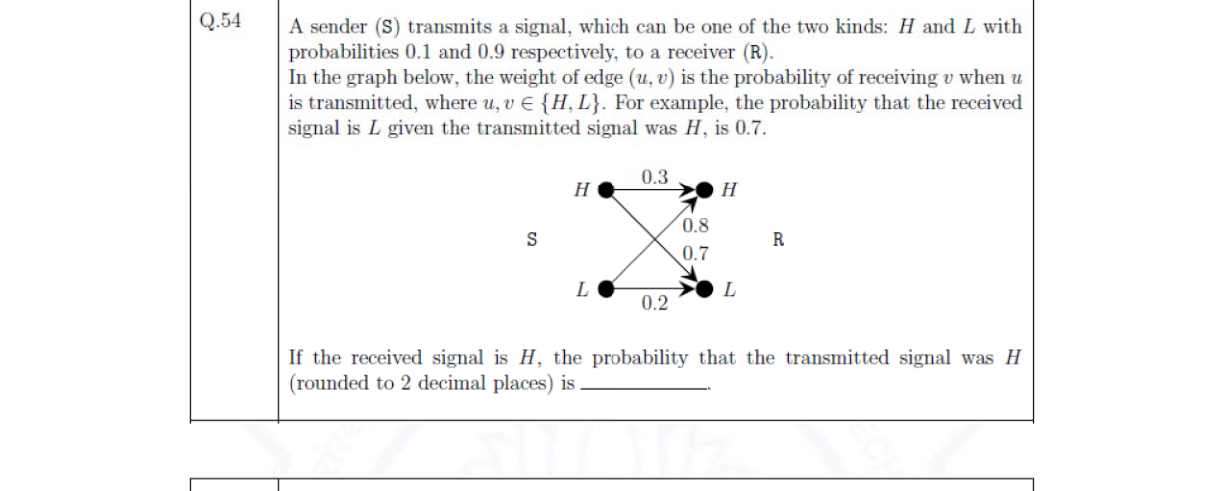 Q.54
A sender (S) transmits a signal, which can be one of the two kinds: H and L with
probabilities 0.1 and 0.9 respectively, to a receiver (R).
In the graph below, the weight of edge (u, v) is the probability of receiving v when u
is transmitted, where u, v ∈ {H, L}. For example, the probability that the received
signal is L given the transmitted signal was H, is 0.7.
0.3
H H
0.8
S R
0.7
L L
0.2
If the received signal is H, the probability that the transmitted signal was H
(rounded to 2 decimal places) is ________.